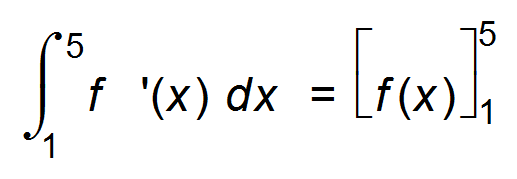 ∫₁⁵ f '(x) dx = [f(x)]₁⁵